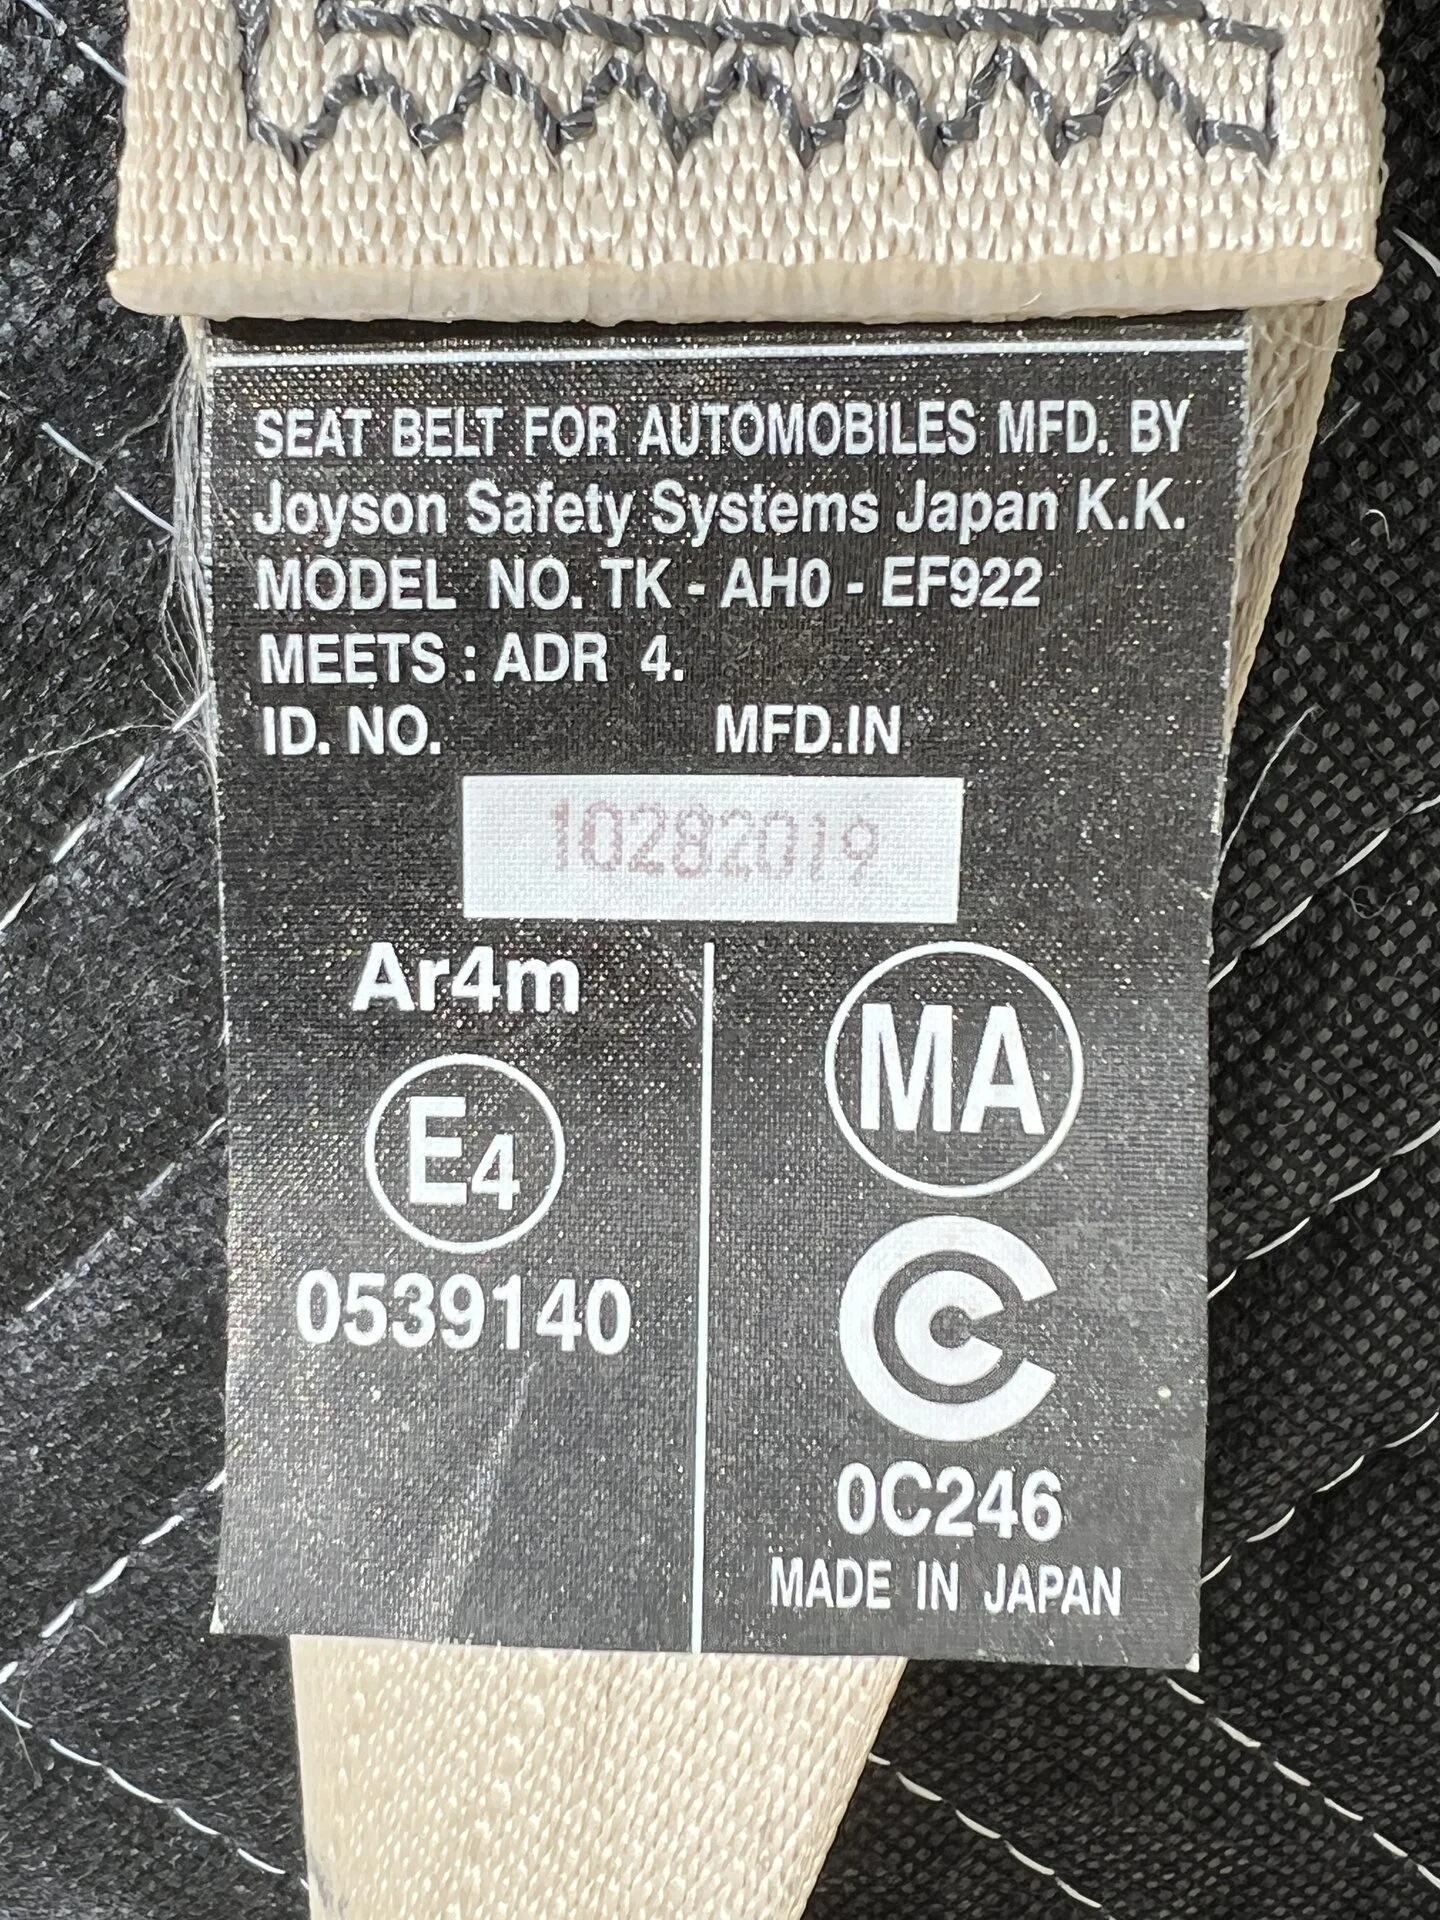 SEAT BELT FOR AUTOMOBILES MFD. BY
Joyson Safety Systems Japan K.K.
MODEL NO. TK - AH0 - EF922
MEETS : ADR 4.
ID. NO. MFD.IN
10282019
Ar4m
E4
0539140
MA
C
0C246
MADE IN JAPAN